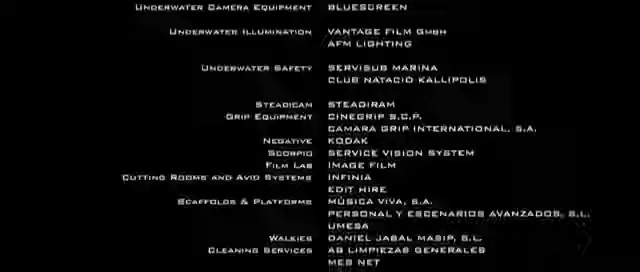 Underwater Camera Equipment BLUESCREEN
Underwater Illumination VANTAGE FILM GmbH
AFM LIGHTING
Underwater Safety SERVISUB MARINA
CLUB NATACIÓ KALLIPOLIS
Steadicam STEADIRAM
Grip Equipment CINEGRIP S.C.P.
CAMARA GRIP INTERNATIONAL, S.A.
Negative KODAK
Scorpio SERVICE VISION SYSTEM
Film Lab IMAGE FILM
Cutting Rooms and Avid Systems INFINIA
EDIT HIRE
Scaffolds & Platforms MÚSICA VIVA, S.A.
PERSONAL Y ESCENARIOS AVANZADOS, S.L.
UMESA
Walkies DANIEL JABAL MASIP, S.L.
Cleaning Services AB LIMPIEZAS GENERALES
MES NET